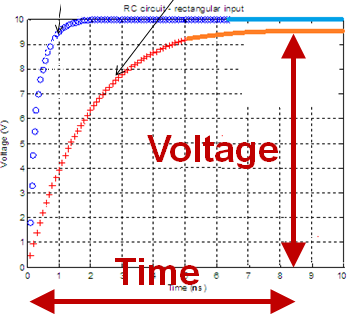 RC circuit - rectangular input
10
9
8
7
6
5
4
3
2
1
0
Voltage (V)
Voltage
Time
0 1 2 3 4 5 6 7 8 9 10
Time (ns)